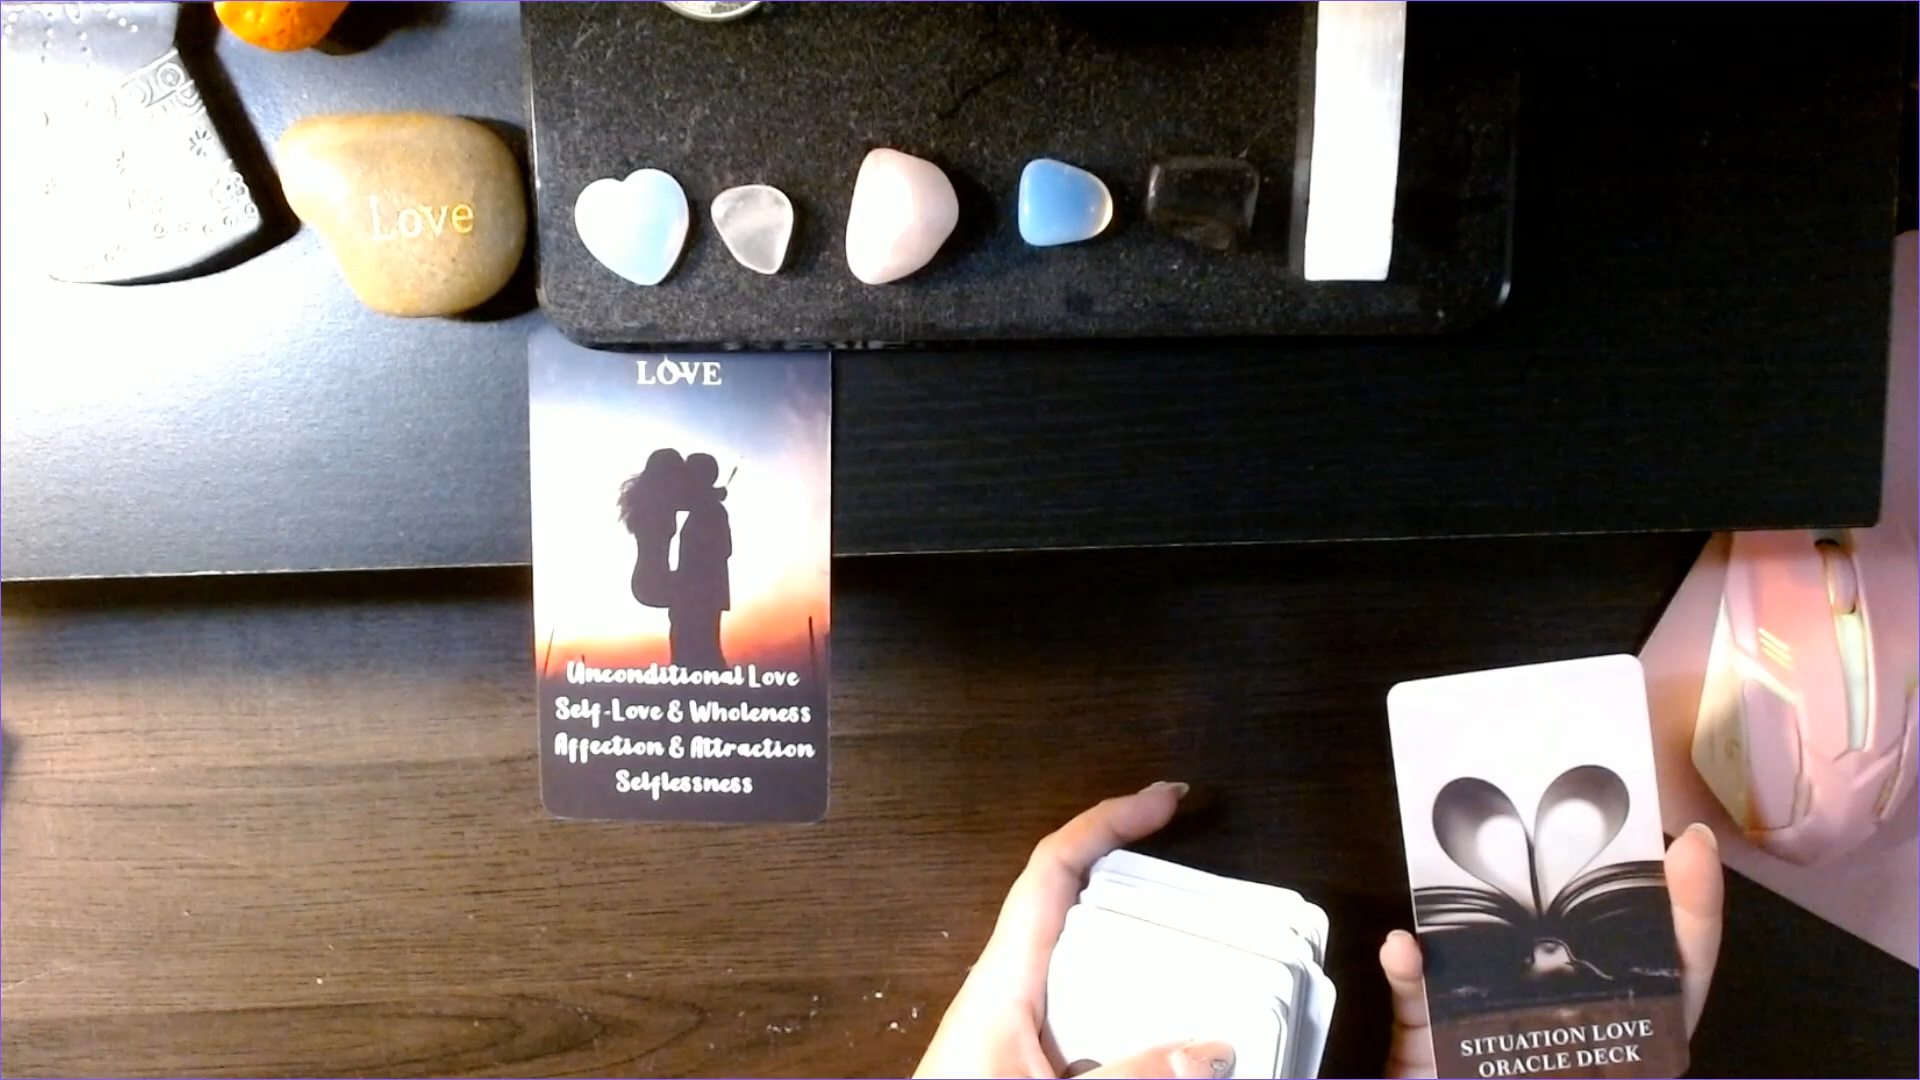 Love
LOVE
Unconditional Love
Self-Love & Wholeness
Affection & Attraction
Selflessness
SITUATION LOVE
ORACLE DECK